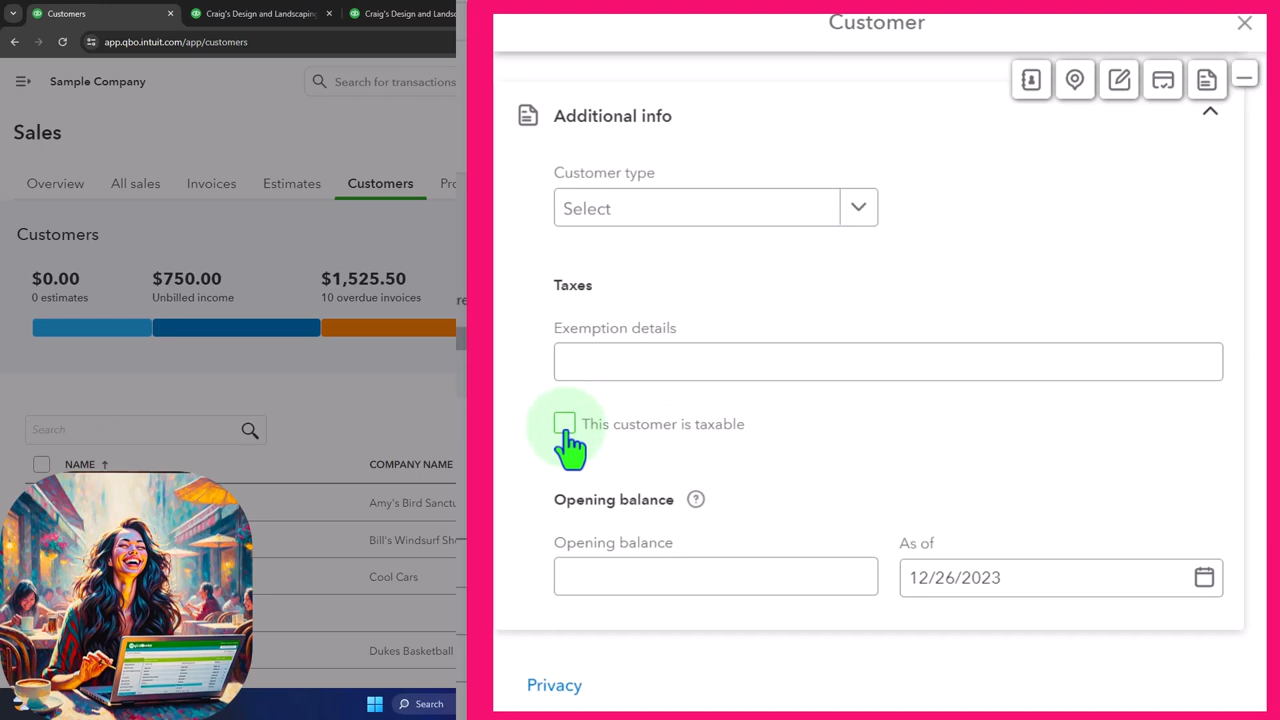 Customers
Craig's Design and Landscaping
Craig's Design and Lands
app.qbo.intuit.com/app/customers
Sample Company
Search for transactions
Sales
Overview
All sales
Invoices
Estimates
Customers
Pr
Customers
$0.00
0 estimates
$750.00
Unbilled income
$1,525.50
10 overdue invoices
Search
NAME
COMPANY NAME
Amy's Bird Sanctu
Bill's Windsurf Sh
Cool Cars
Dukes Basketball
Search
Customer
Additional info
Customer type
Select
Taxes
Exemption details
This customer is taxable
Opening balance
Opening balance
As of
12/26/2023
Privacy